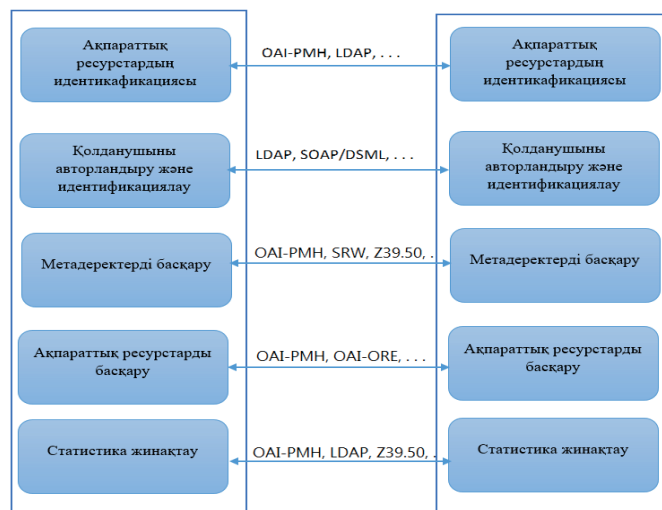 Ақпараттық
ресурстардың
идентикафикациясы
OAI-PMH, LDAP, . . .
Ақпараттық
ресурстардың
идентикафикациясы
Қолданушыны
авторландыру және
идентификациялау
LDAP, SOAP/DSML, . . .
Қолданушыны
авторландыру және
идентификациялау
Метадеректерді басқару
OAI-PMH, SRW, Z39.50, .
Метадеректерді басқару
Ақпараттық ресурстарды
басқару
OAI-PMH, OAI-ORE, . . .
Ақпараттық ресурстарды
басқару
Статистика жинақтау
OAI-PMH, LDAP, Z39.50, .
Статистика жинақтау